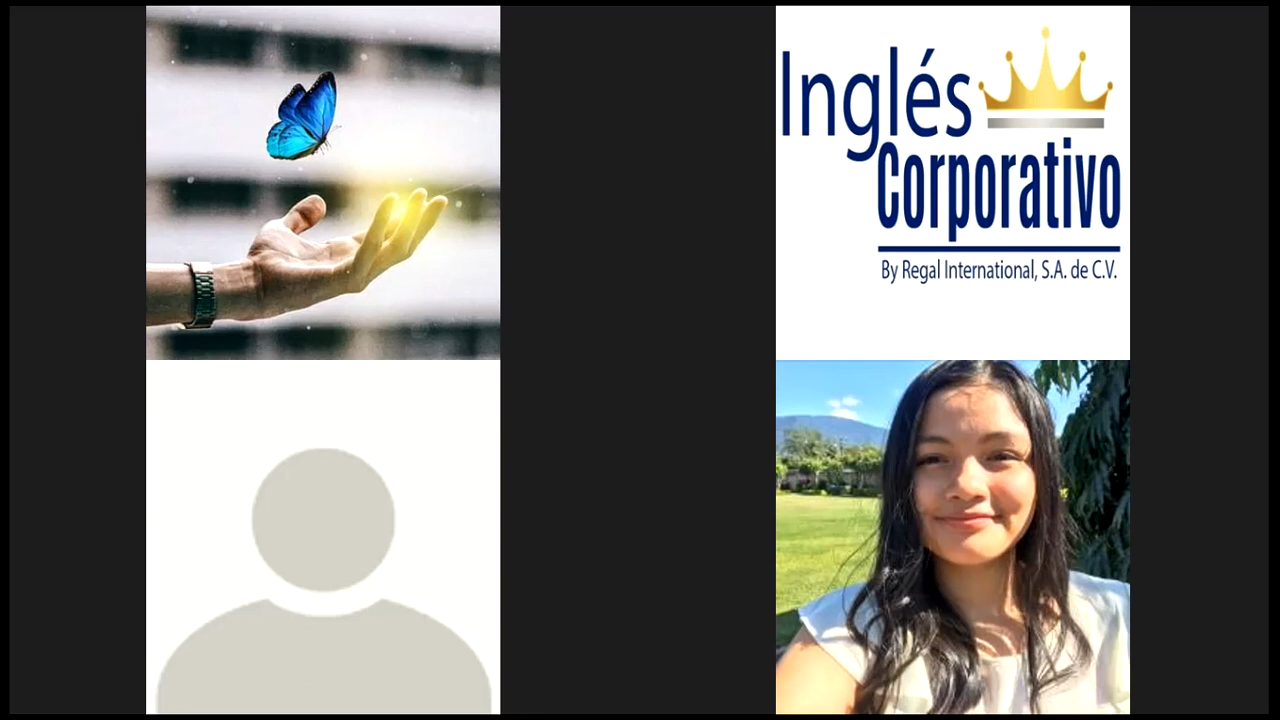 Inglés
Corporativo
By Regal International, S.A. de C.V.